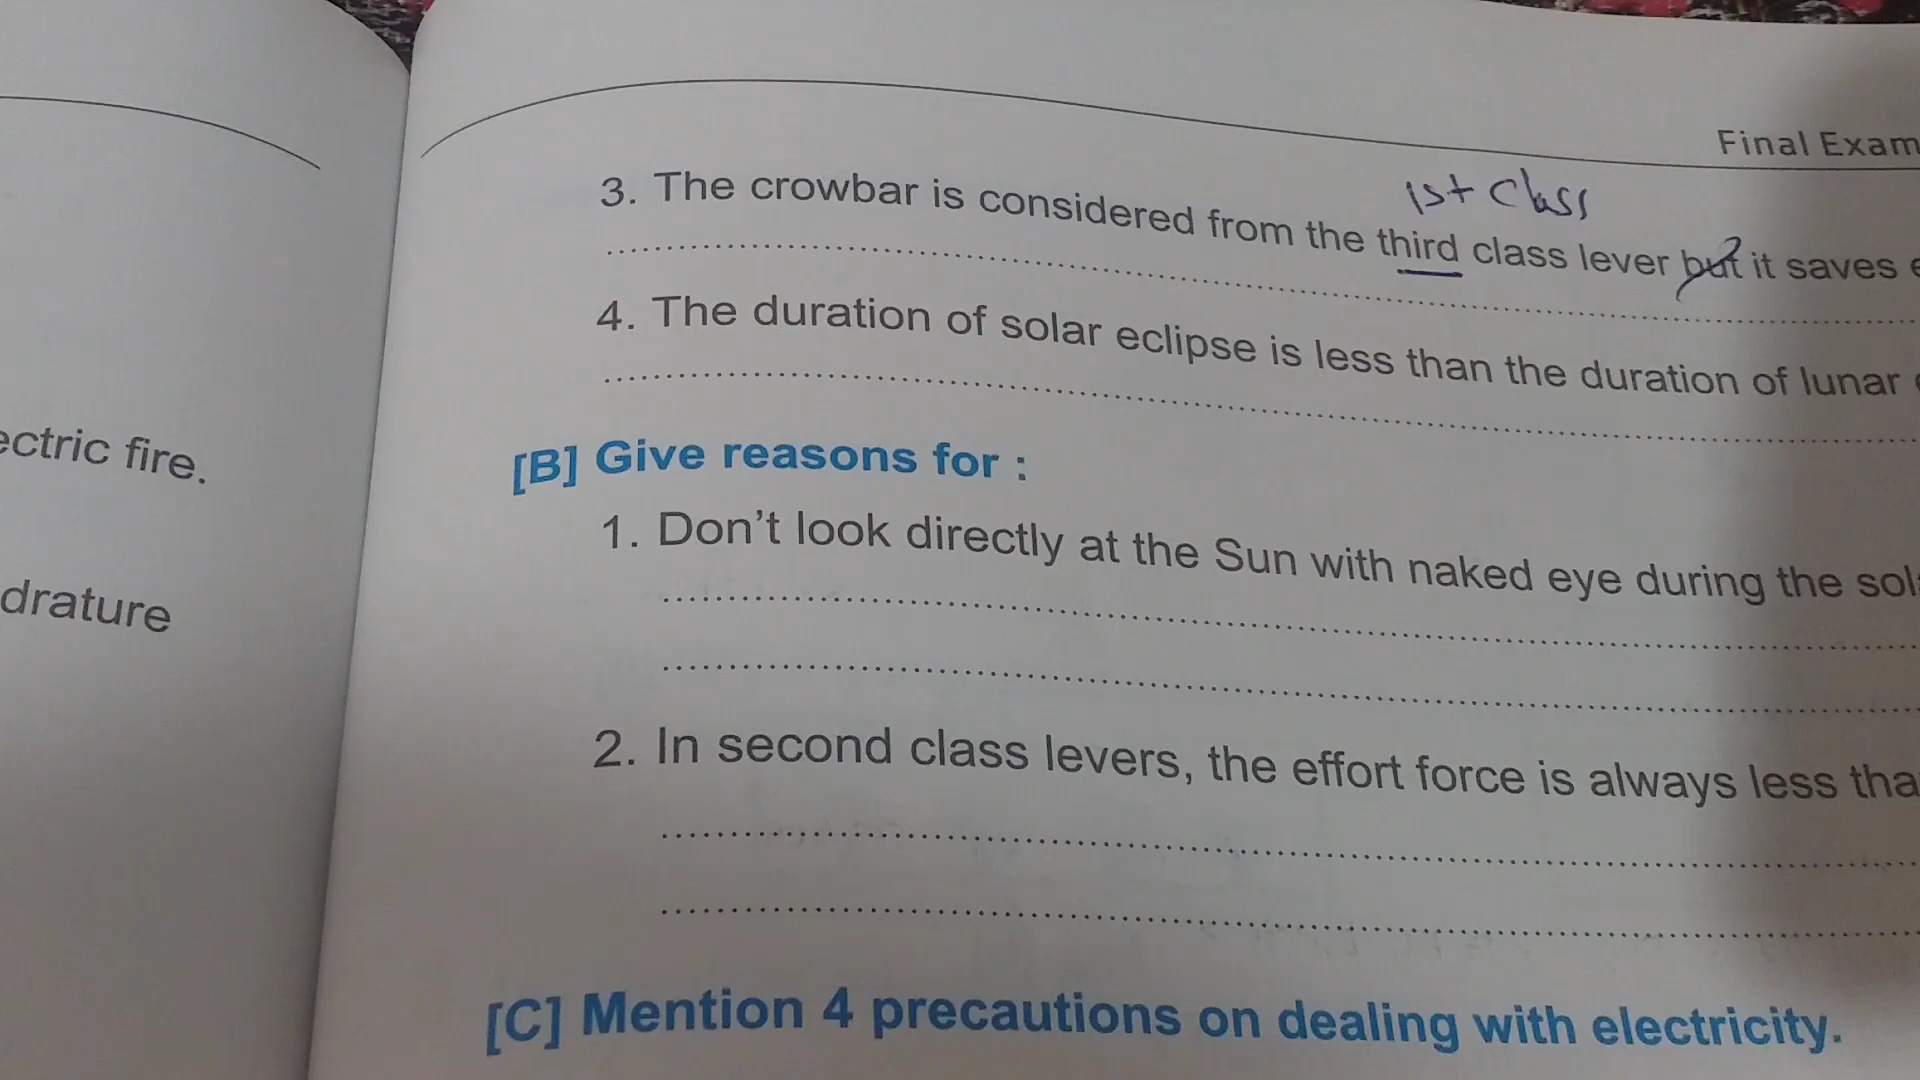 Final Exam
1st class
3. The crowbar is considered from the third class lever but it saves
4. The duration of solar eclipse is less than the duration of lunar
ectric fire.
[B] Give reasons for :
1. Don't look directly at the Sun with naked eye during the sol
drature
2. In second class levers, the effort force is always less tha
[C] Mention 4 precautions on dealing with electricity.